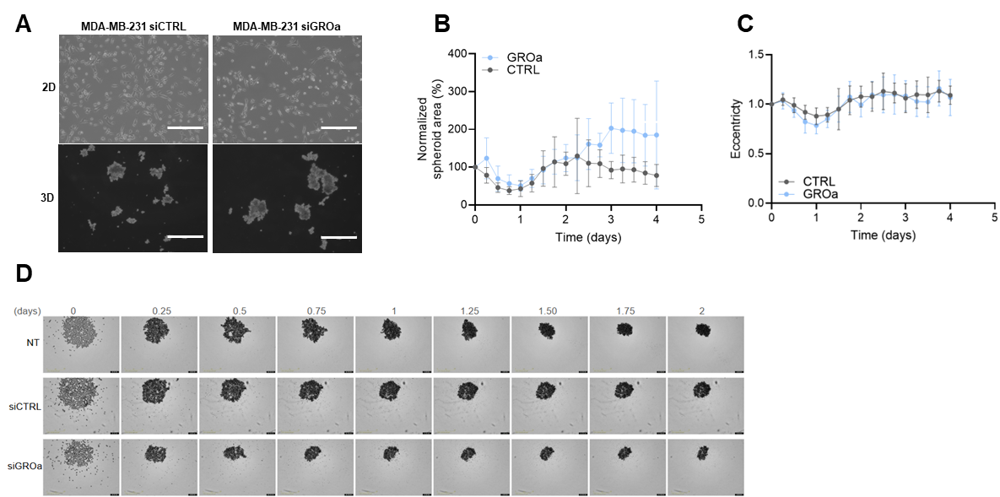 A
MDA-MB-231 siCTRL
MDA-MB-231 siGROa
2D
3D
B
400
300
200
100
0
Normalized
spheroid area (%)
GROa
CTRL
0
1
2
3
4
5
Time (days)
C
1.5
1.0
0.5
0.0
Eccentricty
CTRL
GROa
0
1
2
3
4
5
Time (days)
D
(days)
0
0.25
0.5
0.75
1
1.25
1.50
1.75
2
NT
siCTRL
siGROa